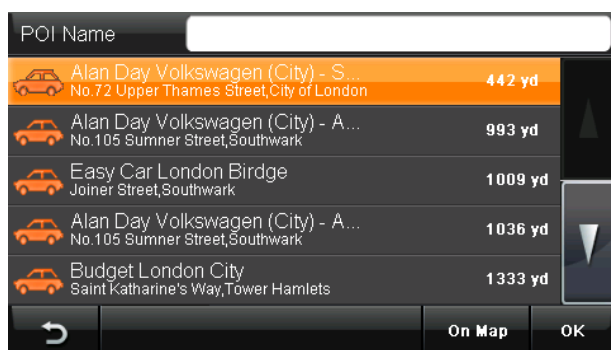 POI Name
Alan Day Volkswagen (City) - S...
442 yd
No.72 Upper Thames Street,City of London
Alan Day Volkswagen (City) - A...
993 yd
No.105 Sumner Street,Southwark
Easy Car London Birdge
1009 yd
Joiner Street,Southwark
Alan Day Volkswagen (City) - A...
1036 yd
No.105 Sumner Street,Southwark
Budget London City
1333 yd
Saint Katharine's Way,Tower Hamlets
On Map
OK